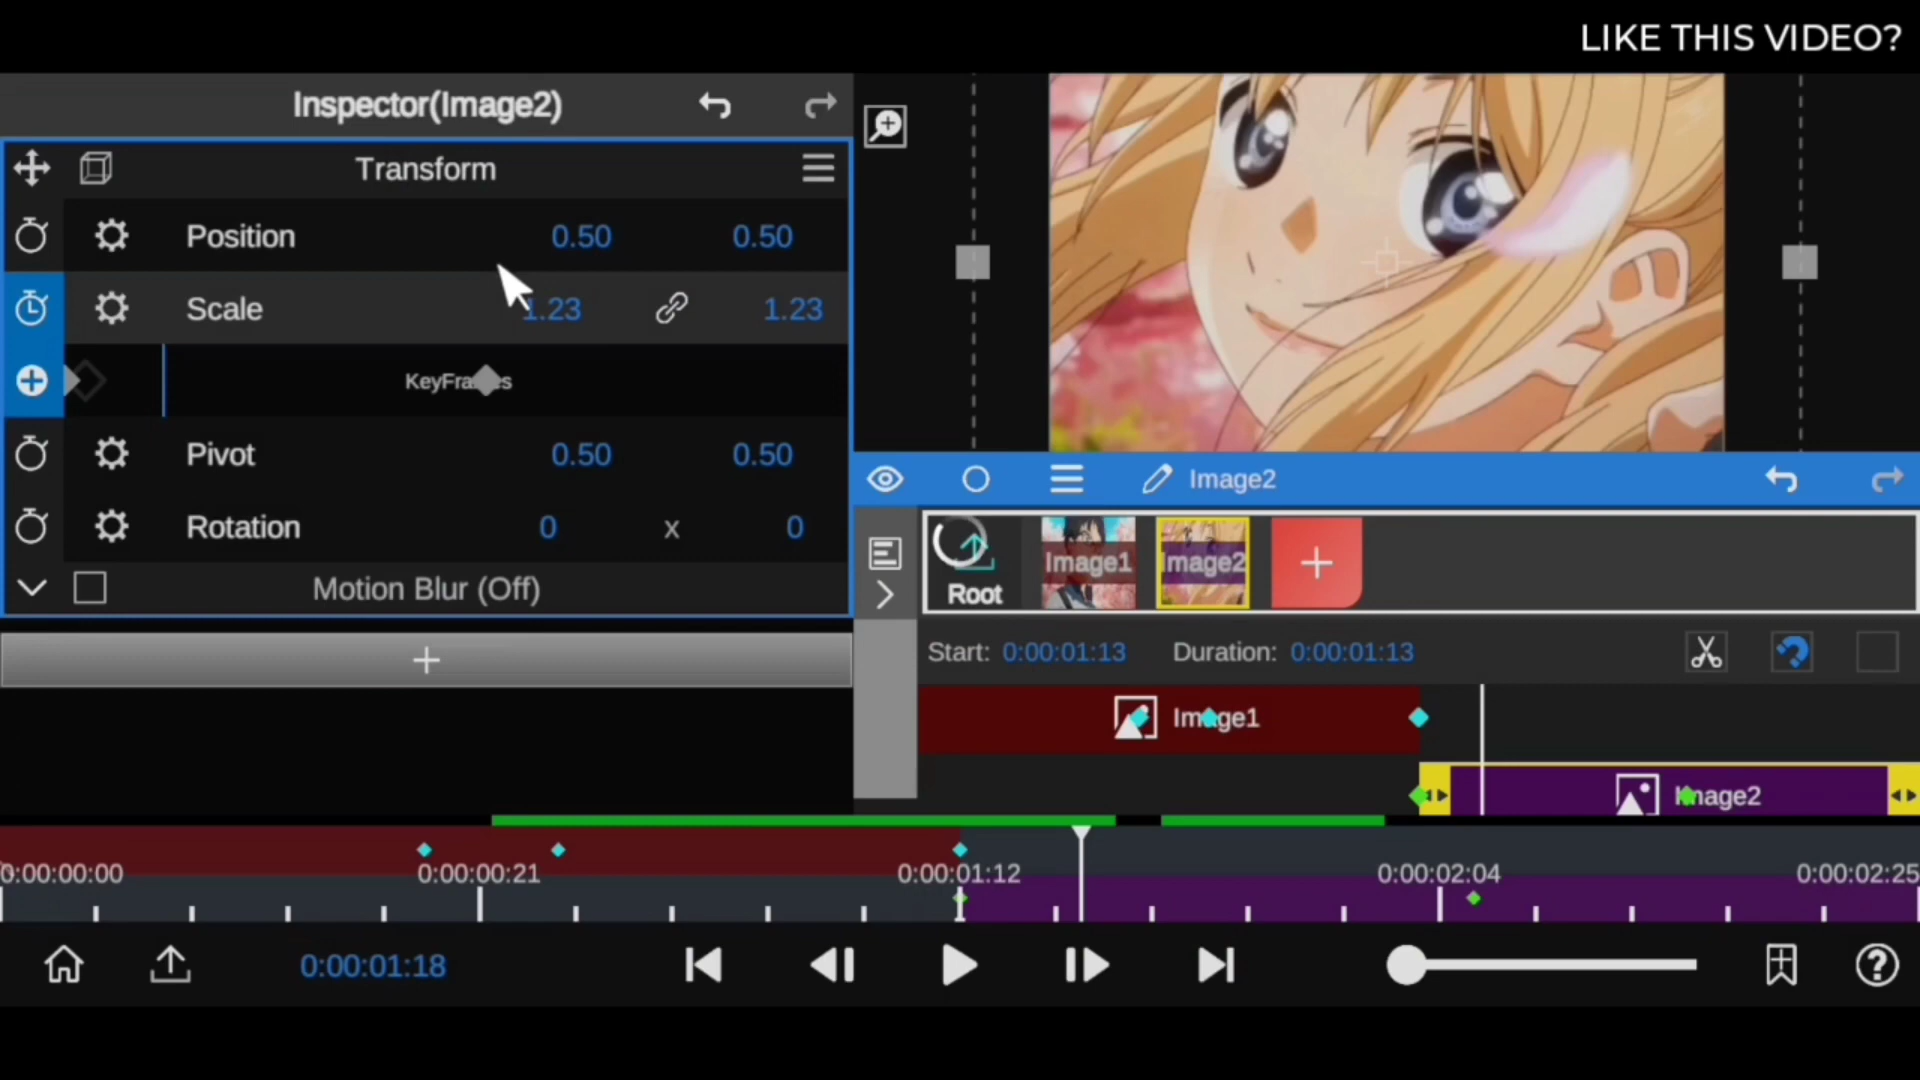 LIKE THIS VIDEO?
Inspector(Image2)
Transform
Position 0.50 0.50
Scale 1.23 1.23
KeyFrames
Pivot 0.50 0.50
Rotation 0 x 0
Motion Blur (Off)
Image2
Root
Image1
Image2
Start: 0:00:01:13 Duration: 0:00:01:13
Image1
Image2
0:00:00:00 0:00:00:21 0:00:01:12 0:00:02:04 0:00:02:25
0:00:01:18